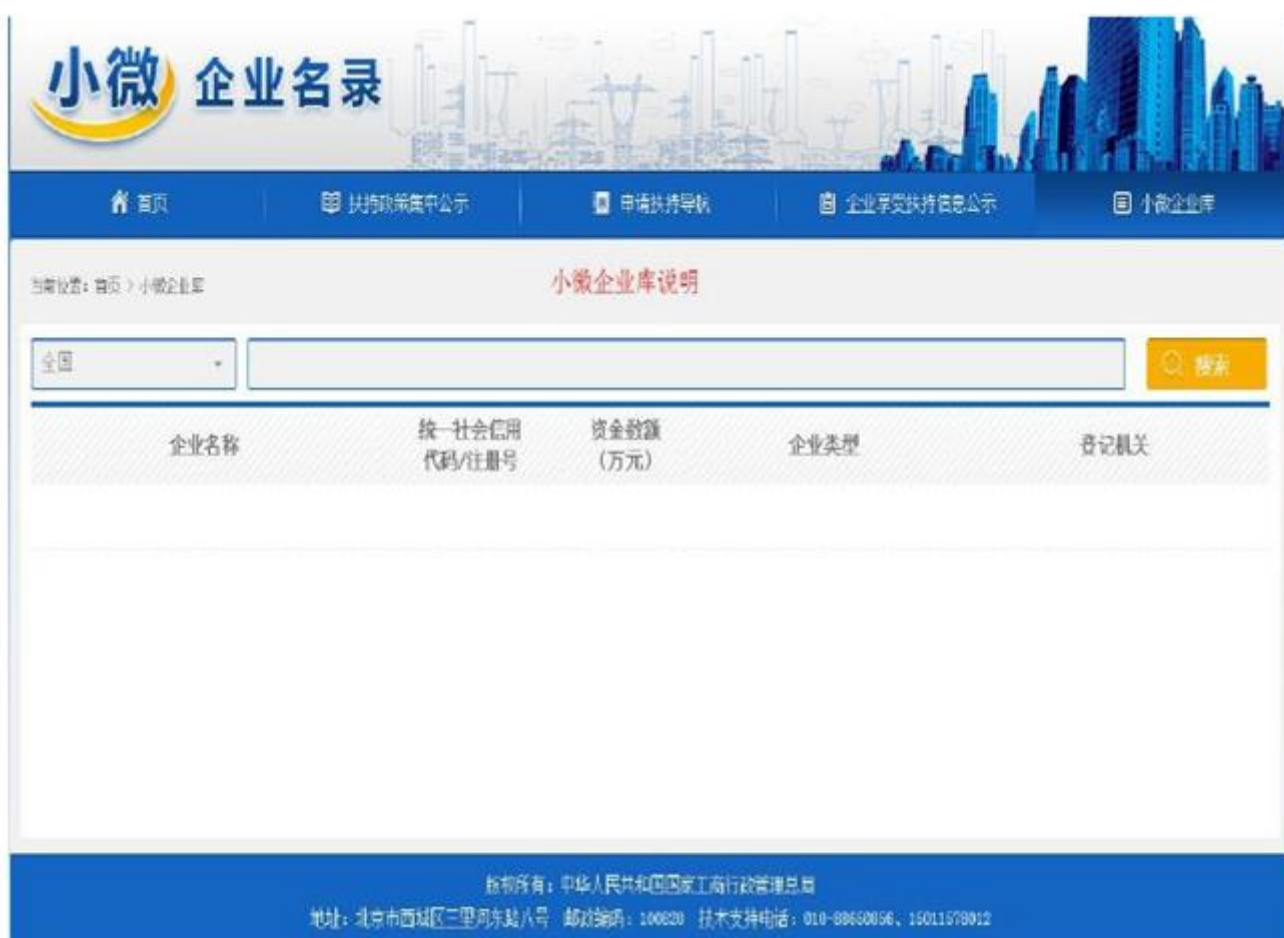 小微 企业名录
首页 扶持政策集中公示 申请扶持导航 企业享受扶持信息公示 小微企业库
当前位置：首页 > 小微企业库
小微企业库说明
全国 搜索
企业名称 统一社会信用代码/注册号 资金数额（万元） 企业类型 登记机关
版权所有：中华人民共和国国家工商行政管理总局
地址：北京市西城区三里河东路八号 邮政编码：100820 技术支持电话：010-88650856、15011578012